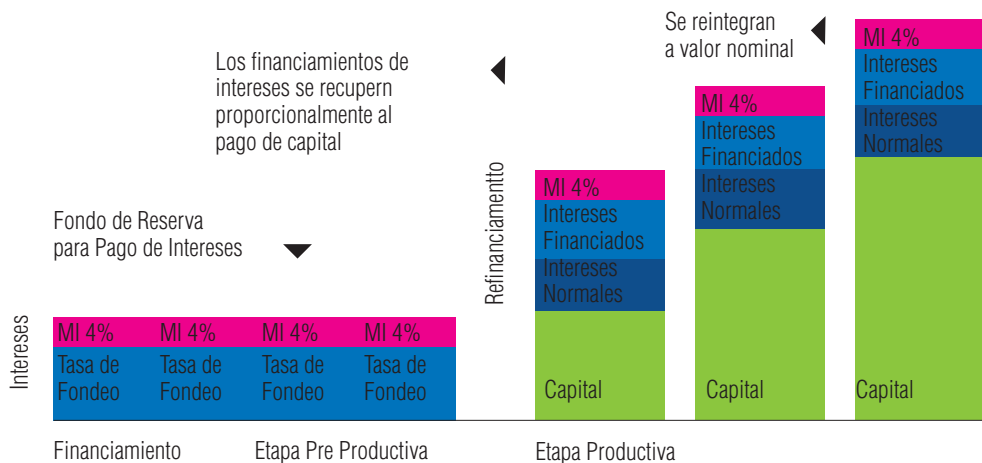 Se reintegran
a valor nominal
Los financiamientos de
intereses se recupern
proporcionalmente al
pago de capital
Fondo de Reserva
para Pago de Intereses
Intereses
MI 4% MI 4% MI 4% MI 4%
Tasa de Tasa de Tasa de Tasa de
Fondeo Fondeo Fondeo Fondeo
Refinanciamentto
MI 4%
Intereses
Financiados
Intereses
Normales
Capital
MI 4%
Intereses
Financiados
Intereses
Normales
Capital
MI 4%
Intereses
Financiados
Intereses
Normales
Capital
Financiamiento Etapa Pre Productiva Etapa Productiva